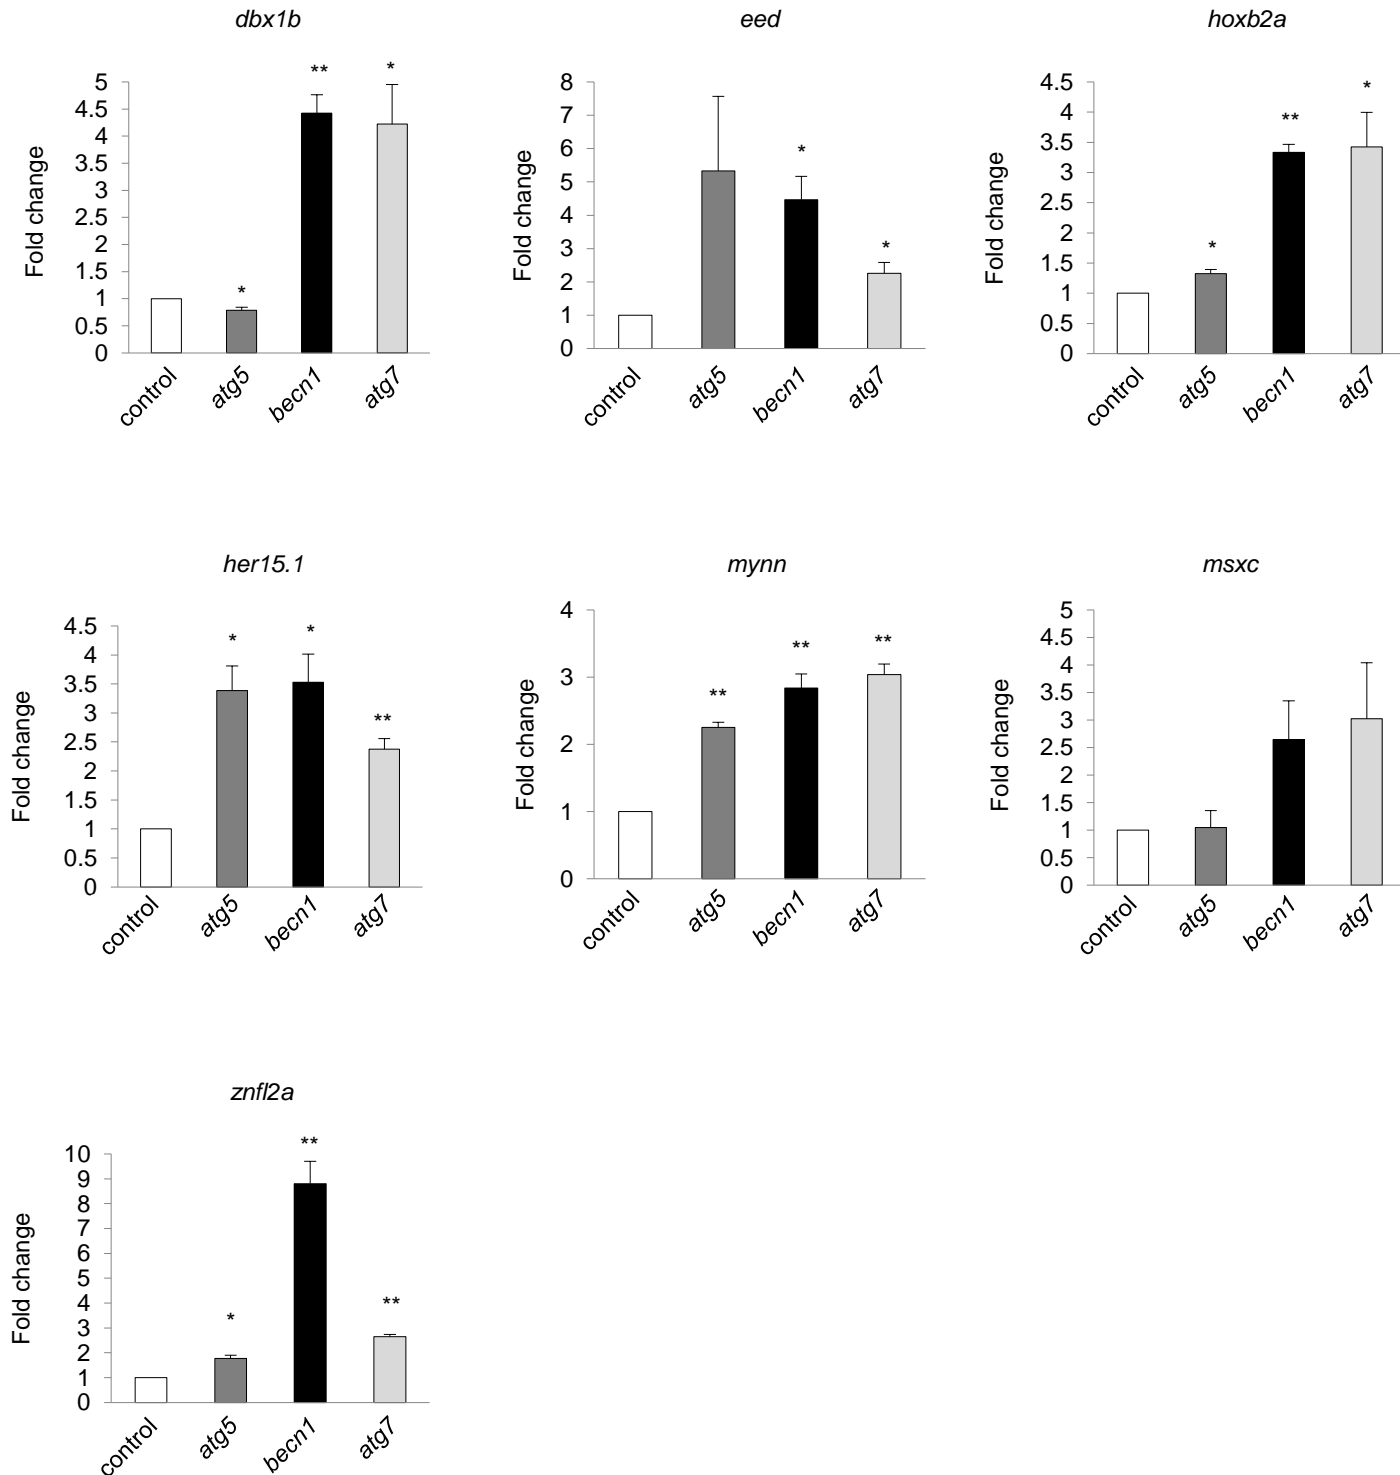 dbx1b
eed
hoxb2a
**
*
5
4.5
4
3.5
3
2.5
2
1.5
1
0.5
0
Fold change
*
control
atg5
becn1
atg7
8
7
6
5
4
3
2
1
0
Fold change
*
*
control
atg5
becn1
atg7
4.5
4
3.5
3
2.5
2
1.5
1
0.5
0
Fold change
*
**
*
control
atg5
becn1
atg7
her15.1
mynn
msxc
4.5
4
3.5
3
2.5
2
1.5
1
0.5
0
Fold change
*
*
**
control
atg5
becn1
atg7
4
3
2
1
0
Fold change
**
**
**
control
atg5
becn1
atg7
5
4.5
4
3.5
3
2.5
2
1.5
1
0.5
0
Fold change
control
atg5
becn1
atg7
znfl2a
10
9
8
7
6
5
4
3
2
1
0
Fold change
*
**
**
control
atg5
becn1
atg7